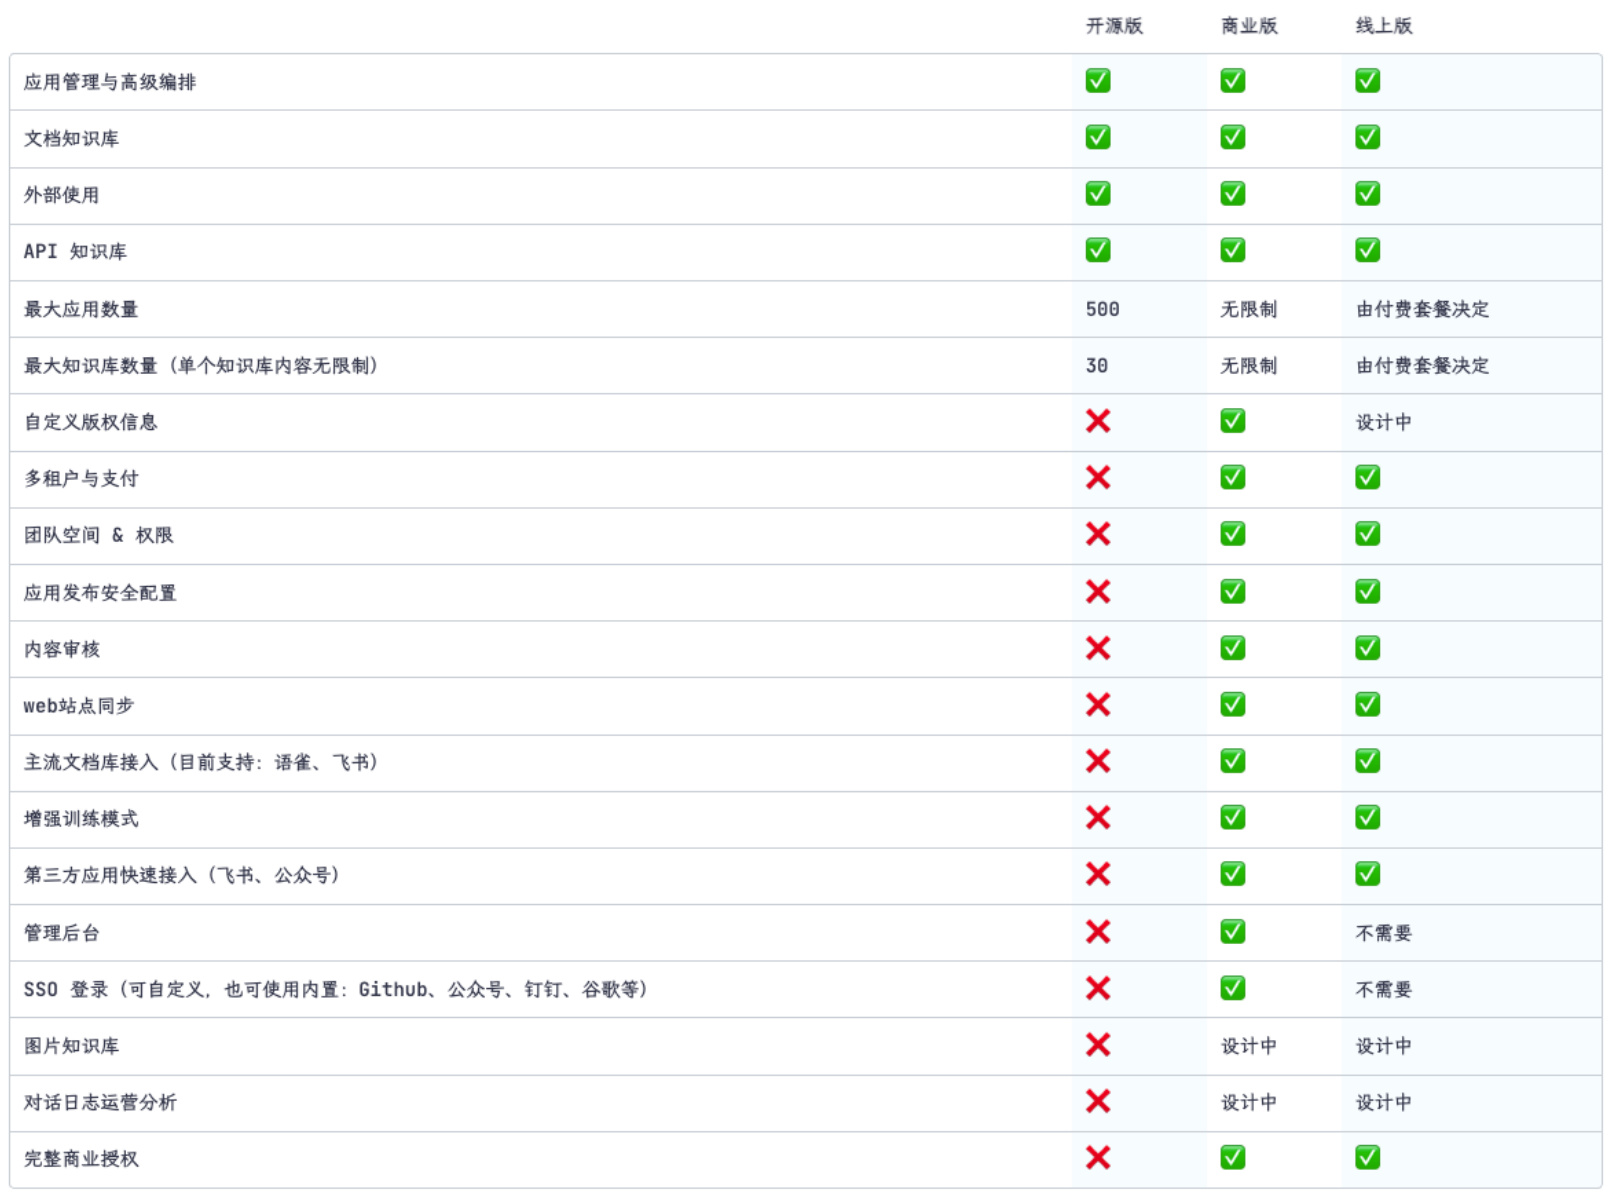 开源版 商业版 线上版
应用管理与高级编排 ✅ ✅ ✅
文档知识库 ✅ ✅ ✅
外部使用 ✅ ✅ ✅
API 知识库 ✅ ✅ ✅
最大应用数量 500 无限制 由付费套餐决定
最大知识库数量（单个知识库内容无限制） 30 无限制 由付费套餐决定
自定义版权信息 ❌ ✅ 设计中
多租户与支付 ❌ ✅ ✅
团队空间 & 权限 ❌ ✅ ✅
应用发布安全配置 ❌ ✅ ✅
内容审核 ❌ ✅ ✅
web站点同步 ❌ ✅ ✅
主流文档库接入（目前支持：语雀、飞书） ❌ ✅ ✅
增强训练模式 ❌ ✅ ✅
第三方应用快速接入（飞书、公众号） ❌ ✅ ✅
管理后台 ❌ ✅ 不需要
SSO 登录（可自定义，也可使用内置：Github、公众号、钉钉、谷歌等） ❌ ✅ 不需要
图片知识库 ❌ 设计中 设计中
对话日志运营分析 ❌ 设计中 设计中
完整商业授权 ❌ ✅ ✅